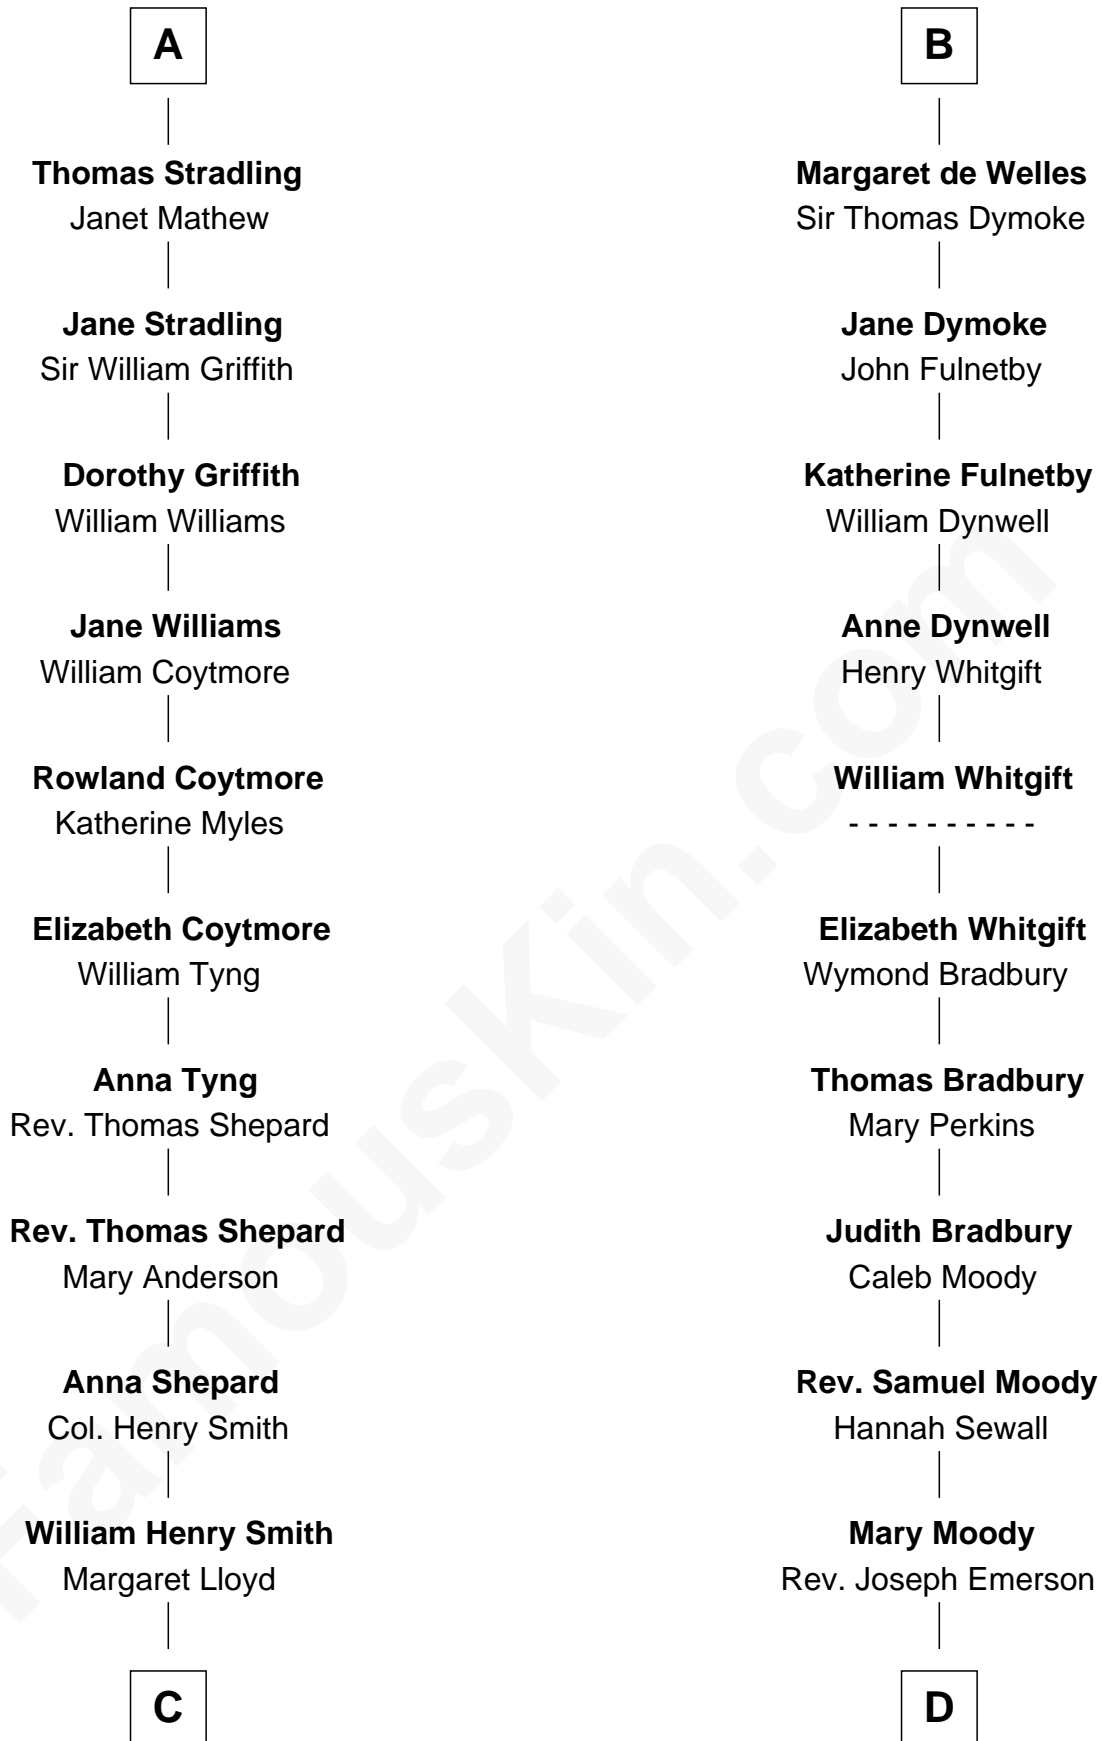 A
Thomas Stradling
Janet Mathew
Jane Stradling
Sir William Griffith
Dorothy Griffith
William Williams
Jane Williams
William Coytmore
Rowland Coytmore
Katherine Myles
Elizabeth Coytmore
William Tyng
Anna Tyng
Rev. Thomas Shepard
Rev. Thomas Shepard
Mary Anderson
Anna Shepard
Col. Henry Smith
William Henry Smith
Margaret Lloyd
C
B
Margaret de Welles
Sir Thomas Dymoke
Jane Dymoke
John Fulnetby
Katherine Fulnetby
William Dynwell
Anne Dynwell
Henry Whitgift
William Whitgift
- - - - - - - - - -
Elizabeth Whitgift
Wymond Bradbury
Thomas Bradbury
Mary Perkins
Judith Bradbury
Caleb Moody
Rev. Samuel Moody
Hannah Sewall
Mary Moody
Rev. Joseph Emerson
D
FamousKin.com